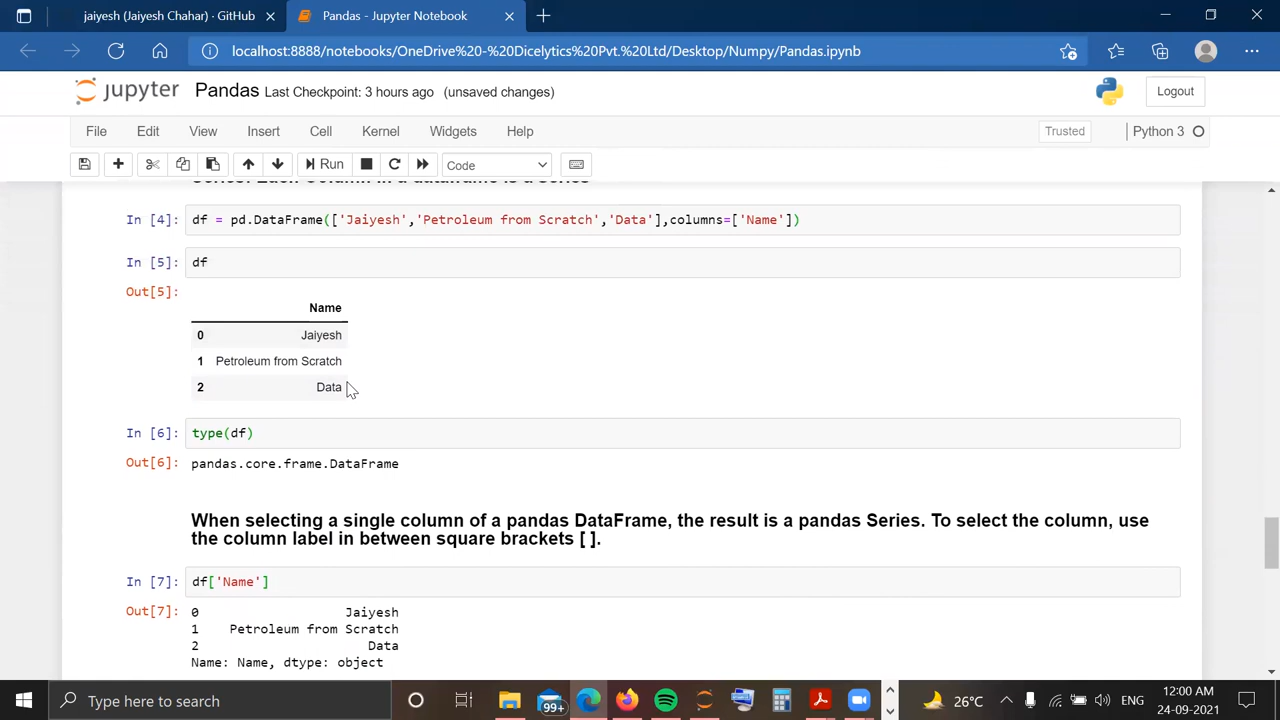 jaiyesh (Jaiyesh Chahar) · GitHub
Pandas - Jupyter Notebook
localhost:8888/notebooks/OneDrive%20-%20Dicelytics%20Pvt.%20Ltd/Desktop/Numpy/Pandas.ipynb
jupyter Pandas Last Checkpoint: 3 hours ago (unsaved changes) Logout
File Edit View Insert Cell Kernel Widgets Help Trusted Python 3
Run Code
Series: Each Column in a dataframe is a series
In [4]: df = pd.DataFrame(['Jaiyesh','Petroleum from Scratch','Data'],columns=['Name'])
In [5]: df
Out[5]:
Name
0 Jaiyesh
1 Petroleum from Scratch
2 Data
In [6]: type(df)
Out[6]: pandas.core.frame.DataFrame
When selecting a single column of a pandas DataFrame, the result is a pandas Series. To select the column, use
the column label in between square brackets [ ].
In [7]: df['Name']
Out[7]: 0 Jaiyesh
1 Petroleum from Scratch
2 Data
Name: Name, dtype: object
Type here to search
99+
26°C
ENG
12:00 AM
24-09-2021